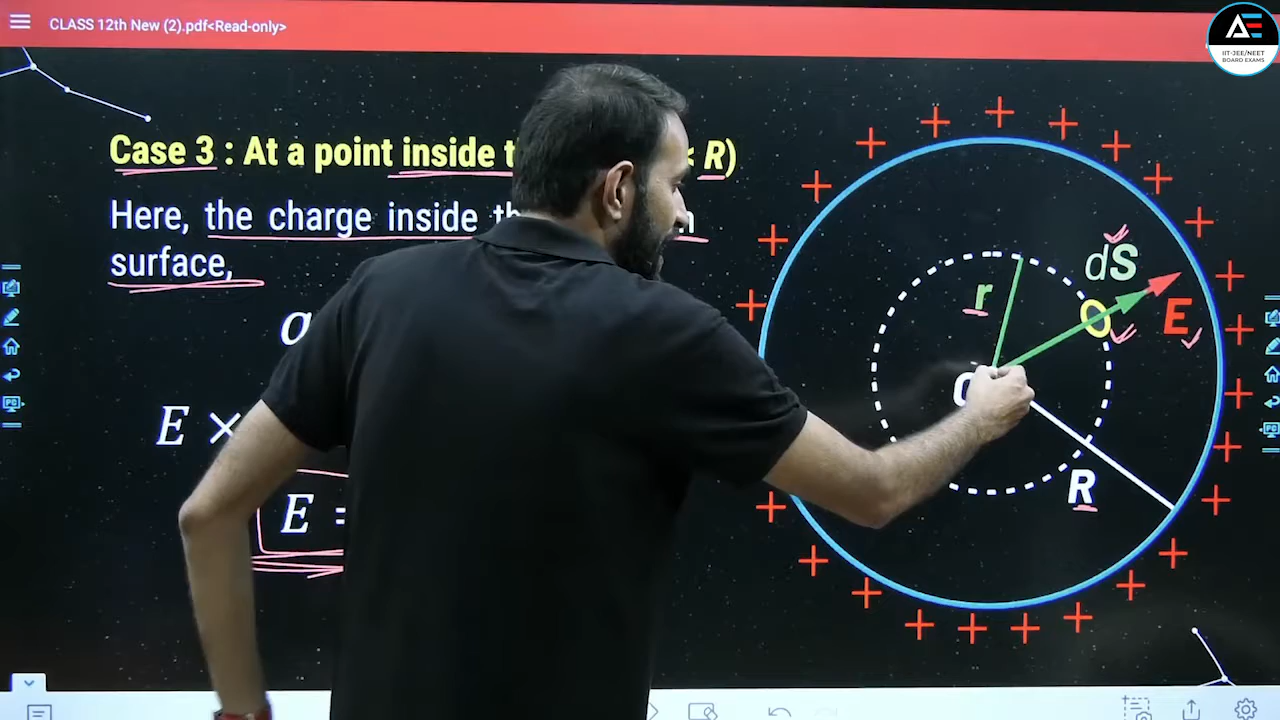 CLASS 12th New (2).pdf<Read-only>
AE
IIT-JEE/NEET
BOARD EXAMS
Case 3 : At a point inside < R)
Here, the charge inside
surface,
E ×
E =
dS
r
E
R